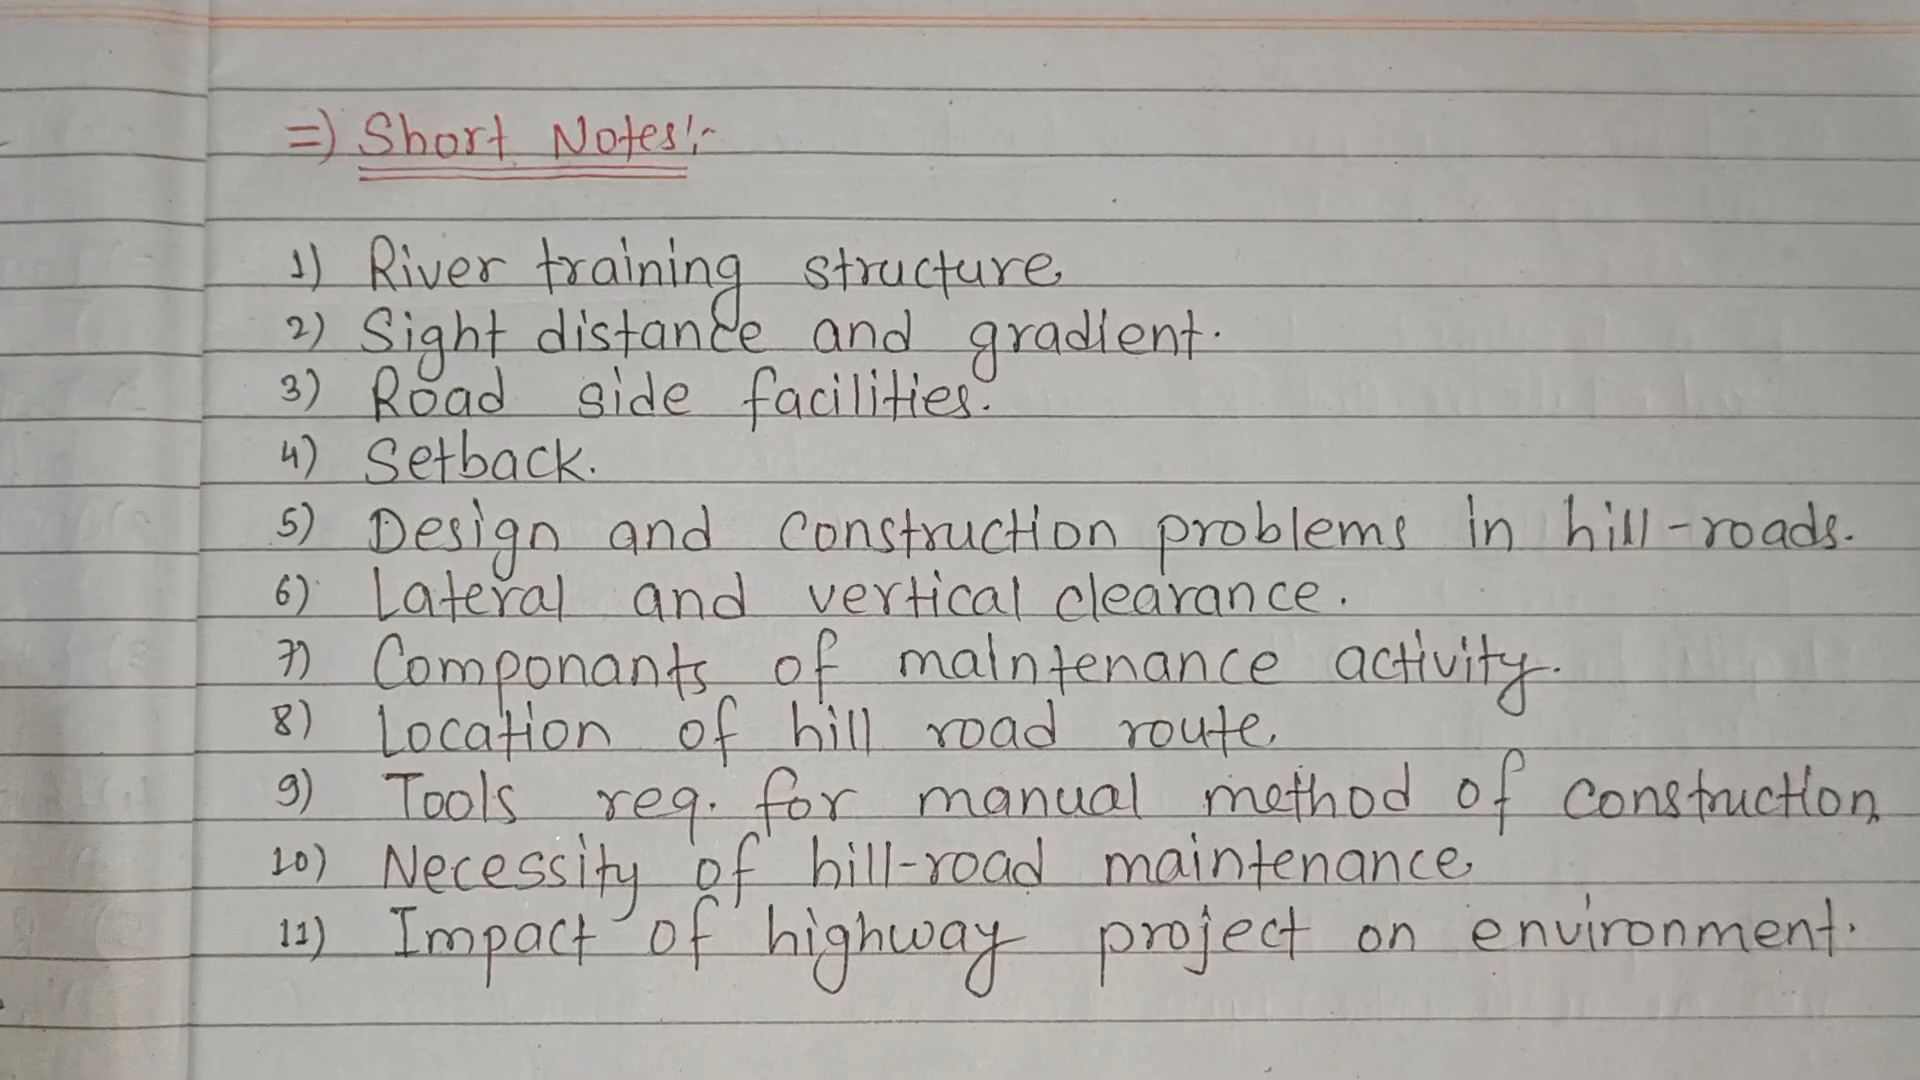 =) Short Notes:-
1) River training structure
2) Sight distance and gradient.
3) Road side facilities.
4) Setback.
5) Design and construction problems in hill-roads.
6) Lateral and vertical clearance.
7) Componants of maintenance activity.
8) Location of hill road route.
9) Tools req. for manual method of construction
10) Necessity of hill-road maintenance
11) Impact of highway project on environment.